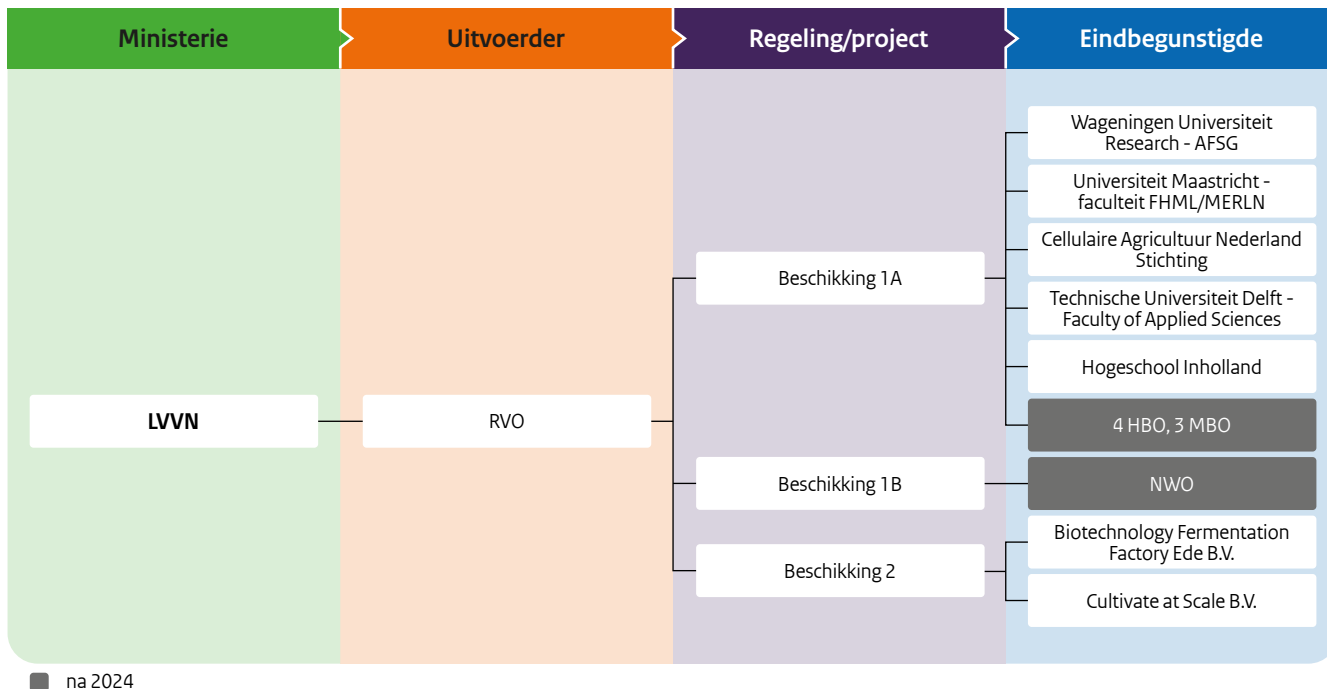 Ministerie
Uitvoerder
Regeling/project
Eindbegunstigde
LVVN
RVO
Beschikking 1A
Beschikking 1B
Beschikking 2
Wageningen Universiteit
Research - AFSG
Universiteit Maastricht -
faculteit FHML/MERLN
Cellulaire Agricultuur Nederland
Stichting
Technische Universiteit Delft -
Faculty of Applied Sciences
Hogeschool Inholland
4 HBO, 3 MBO
NWO
Biotechnology Fermentation
Factory Ede B.V.
Cultivate at Scale B.V.
na 2024